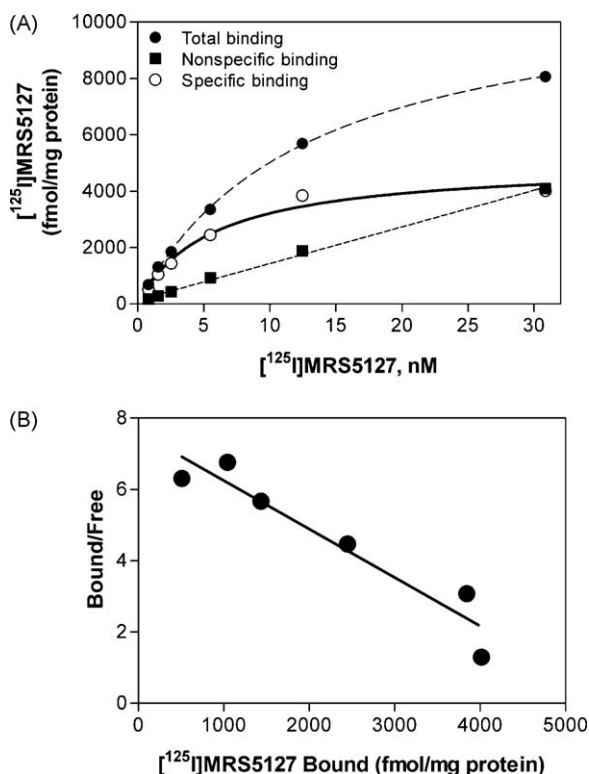 (A)
10000
8000
6000
4000
2000
0
[¹²⁵I]MRS5127
(fmol/mg protein)
Total binding
Nonspecific binding
Specific binding
0 5 10 15 20 25 30
[¹²⁵I]MRS5127, nM
(B)
8
6
4
2
0
Bound/Free
0 1000 2000 3000 4000 5000
[¹²⁵I]MRS5127 Bound (fmol/mg protein)